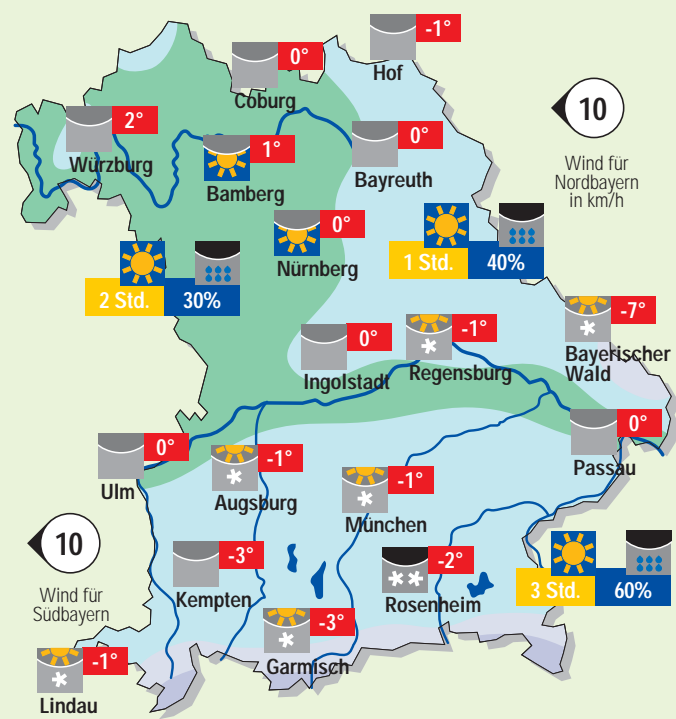 -1°
Hof
0°
Coburg
10
Wind für
Nordbayern
in km/h
2°
Würzburg
1°
Bamberg
0°
Bayreuth
0°
Nürnberg
1 Std. 40%
2 Std. 30%
-7°
Bayerischer
Wald
0°
Ingolstadt
-1°
Regensburg
0°
Passau
0°
Ulm
-1°
Augsburg
-1°
München
10
Wind für
Südbayern
-3°
Kempten
-2°
Rosenheim
3 Std. 60%
-3°
Garmisch
-1°
Lindau